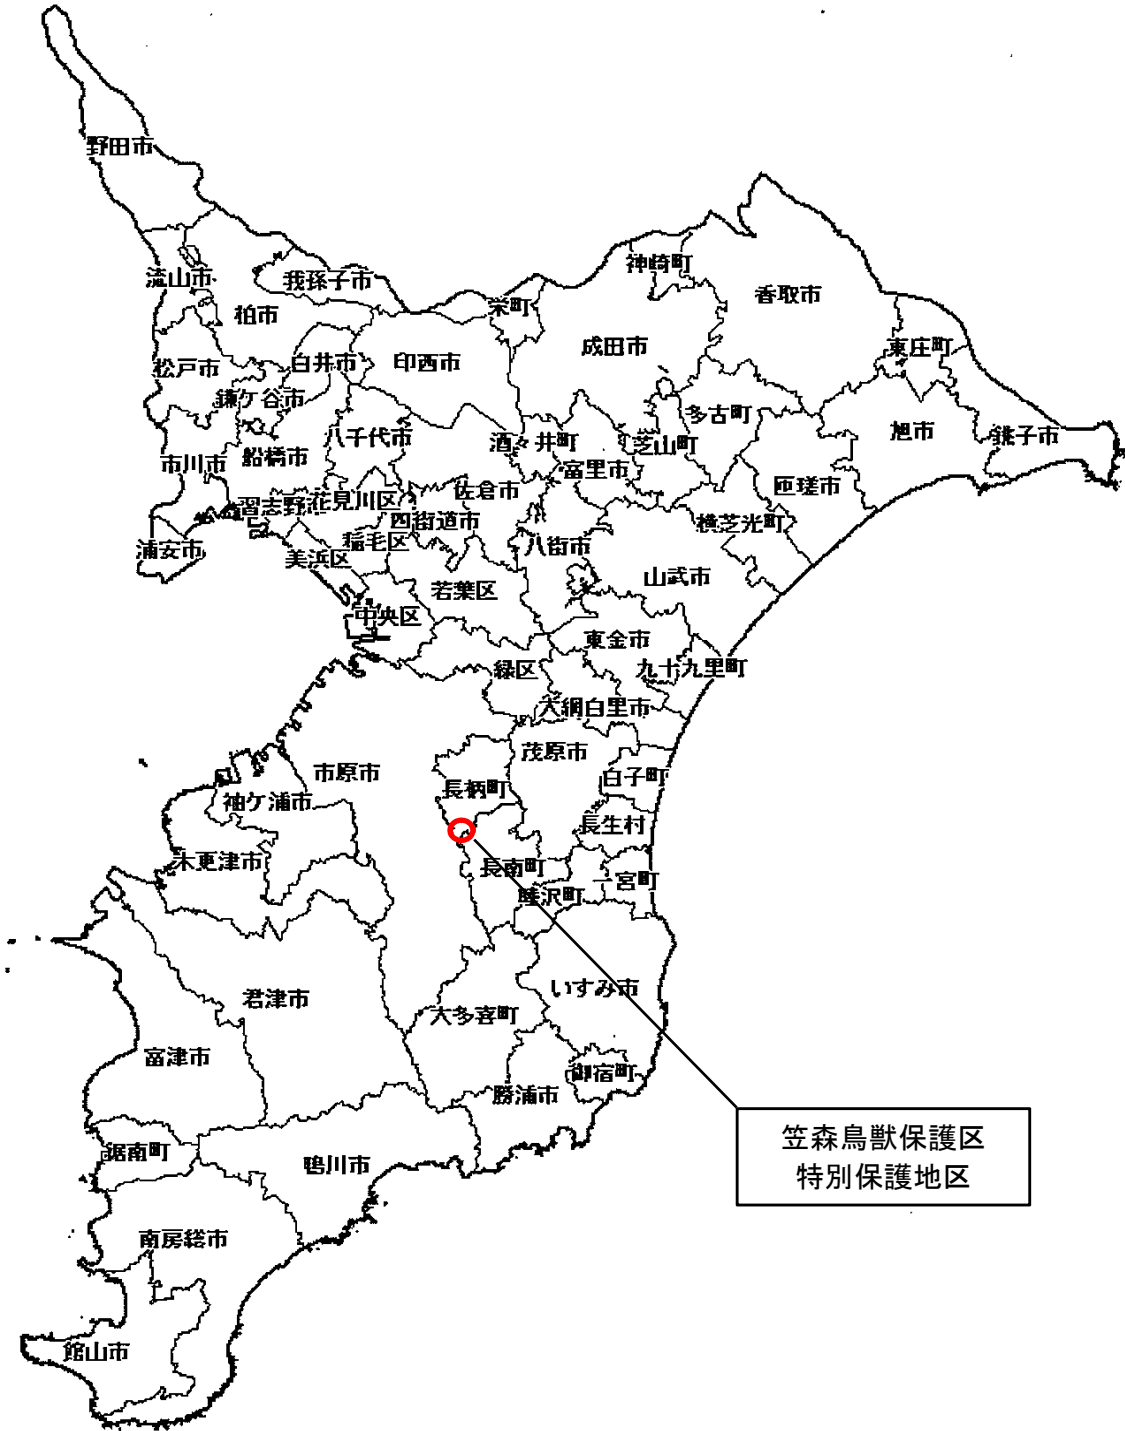 野田市
流山市
我孫子市
柏市
栄町
神崎町
香取市
松戸市
白井市
印西市
成田市
東庄町
鎌ケ谷市
多古町
市川市
船橋市
八千代市
酒々井町
富里市
芝山町
旭市
銚子市
習志野市
花見川区
佐倉市
匝瑳市
浦安市
美浜区
稲毛区
四街道市
八街市
横芝光町
中央区
若葉区
山武市
緑区
東金市
九十九里町
大網白里市
市原市
長柄町
茂原市
白子町
袖ケ浦市
長生村
木更津市
長南町
睦沢町
一宮町
君津市
大多喜町
いすみ市
富津市
勝浦市
御宿町
鋸南町
鴨川市
笠森鳥獣保護区
特別保護地区
南房総市
館山市